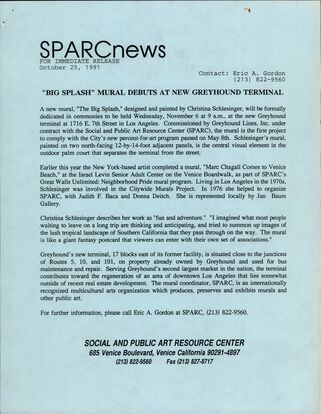 SPARCnews
FOR IMMEDIATE RELEASE
October 25, 1991
Contact: Eric A. Gordon
(213) 822-9560
"BIG SPLASH" MURAL DEBUTS AT NEW GREYHOUND TERMINAL
A new mural, "The Big Splash," designed and painted by Christina Schlesinger, will be formally
dedicated in ceremonies to be held Wednesday, November 6 at 9 a.m., at the new Greyhound
terminal at 1716 E. 7th Street in Los Angeles. Commissioned by Greyhound Lines, Inc. under
contract with the Social and Public Art Resource Center (SPARC), the mural is the first project
to comply with the City's new percent-for-art program passed on May 8th. Schlesinger's mural,
painted on two north-facing 12-by-14-foot adjacent panels, is the central visual element in the
outdoor palm court that separates the terminal from the street.
Earlier this year the New York-based artist completed a mural, "Marc Chagall Comes to Venice
Beach," at the Israel Levin Senior Adult Center on the Venice Boardwalk, as part of SPARC's
Great Walls Unlimited: Neighborhood Pride mural program. Living in Los Angeles in the 1970s,
Schlesinger was involved in the Citywide Murals Project. In 1976 she helped to organize
SPARC, with Judith F. Baca and Donna Deitch. She is represented locally by Jan Baum
Gallery.
Christina Schlesinger describes her work as "fun and adventure." "I imagined what most people
waiting to leave on a long trip are thinking and anticipating, and tried to summon up images of
the lush tropical landscape of Southern California that they pass through on the way. The mural
is like a giant fantasy postcard that viewers can enter with their own set of associations."
Greyhound's new terminal, 17 blocks east of its former facility, is situated close to the junctions
of Routes 5, 10, and 101, on property already owned by Greyhound and used for bus
maintenance and repair. Serving Greyhound's second largest market in the nation, the terminal
contributes toward the regeneration of an area of downtown Los Angeles that lies somewhat
outside of recent real estate development. The mural coordinator, SPARC, is an internationally
recognized multicultural arts organization which produces, preserves and exhibits murals and
other public art.
For further information, please call Eric A. Gordon at SPARC, (213) 822-9560.
SOCIAL AND PUBLIC ART RESOURCE CENTER
685 Venice Boulevard, Venice California 90291-4897
(213) 822-9560 Fax (213) 827-8717